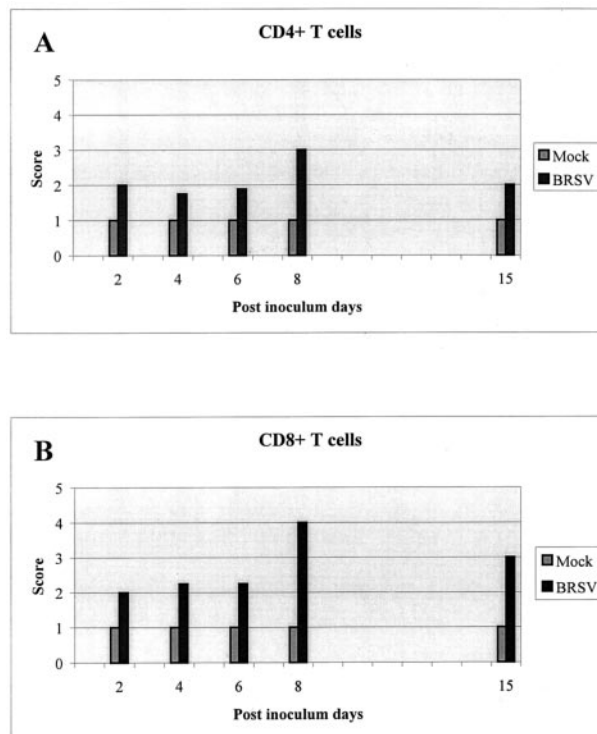 A
CD4+ T cells
5
4
3
2
1
0
Score
2 4 6 8 15
Post inoculum days
Mock
BRSV
B
CD8+ T cells
5
4
3
2
1
0
Score
2 4 6 8 15
Post inoculum days
Mock
BRSV